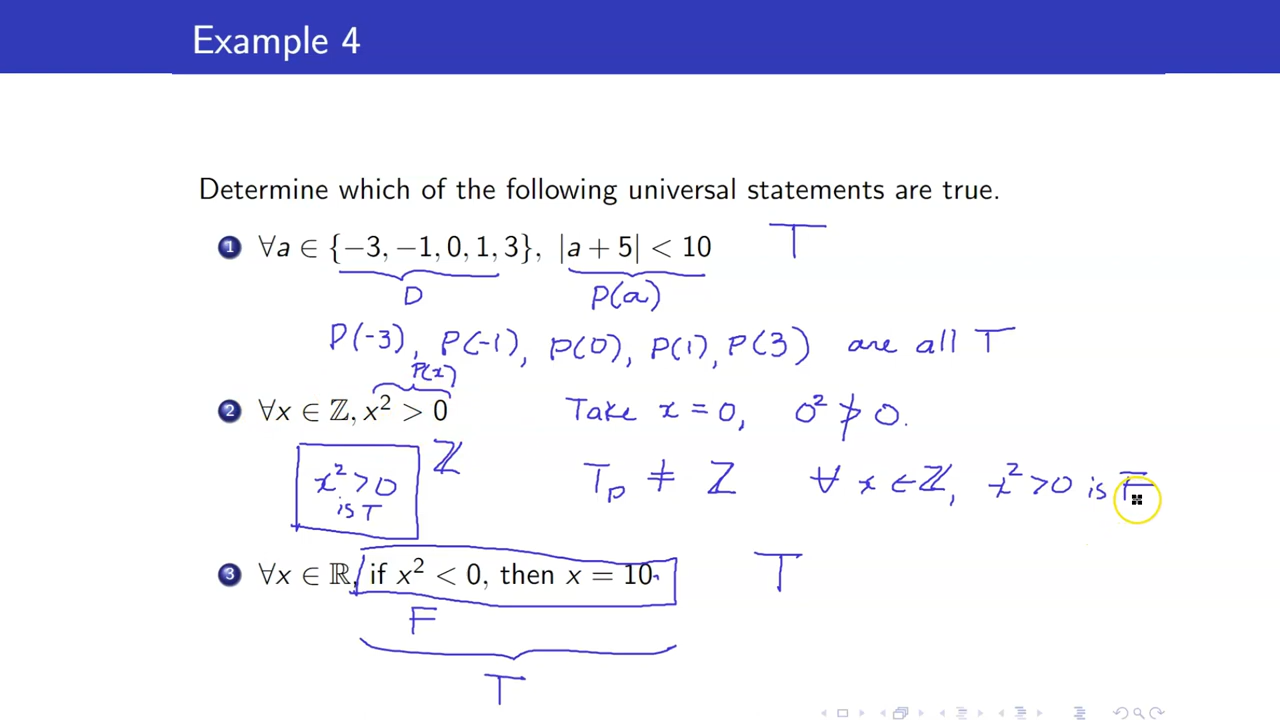 Example 4
Determine which of the following universal statements are true.
1 ∀a ∈ {−3, −1, 0, 1, 3}, |a + 5| < 10 T
D P(a)
P(-3), P(-1), P(0), P(1), P(3) are all T
P(x)
2 ∀x ∈ ℤ, x² > 0 Take x = 0, 0² ≯ 0.
x² > 0 is T ℤ T_P ≠ ℤ ∀ x ∈ ℤ, x² > 0 is F
3 ∀x ∈ ℝ, if x² < 0, then x = 10. T
F
T